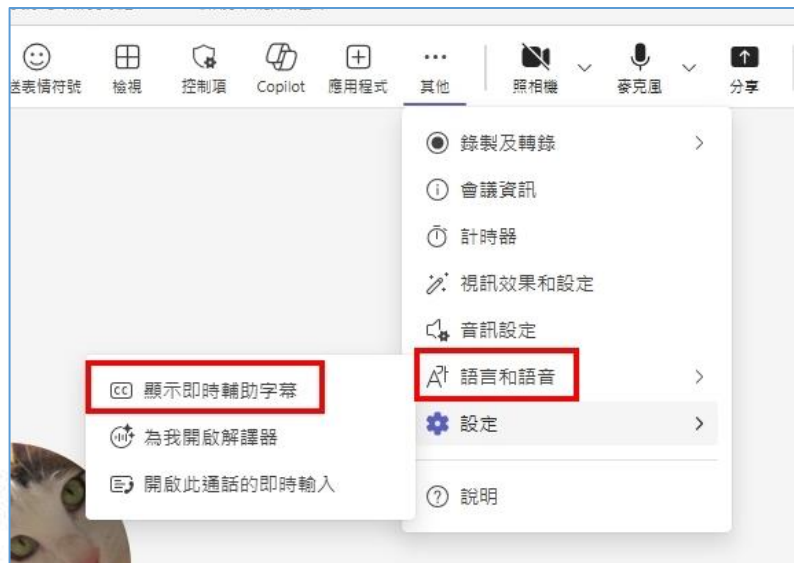 送表情符號 檢視 控制項 Copilot 應用程式 其他 照相機 麥克風 分享
錄製及轉錄
會議資訊
計時器
視訊效果和設定
音訊設定
語言和語音
設定
說明
CC 顯示即時輔助字幕
為我開啟解譯器
開啟此通話的即時輸入